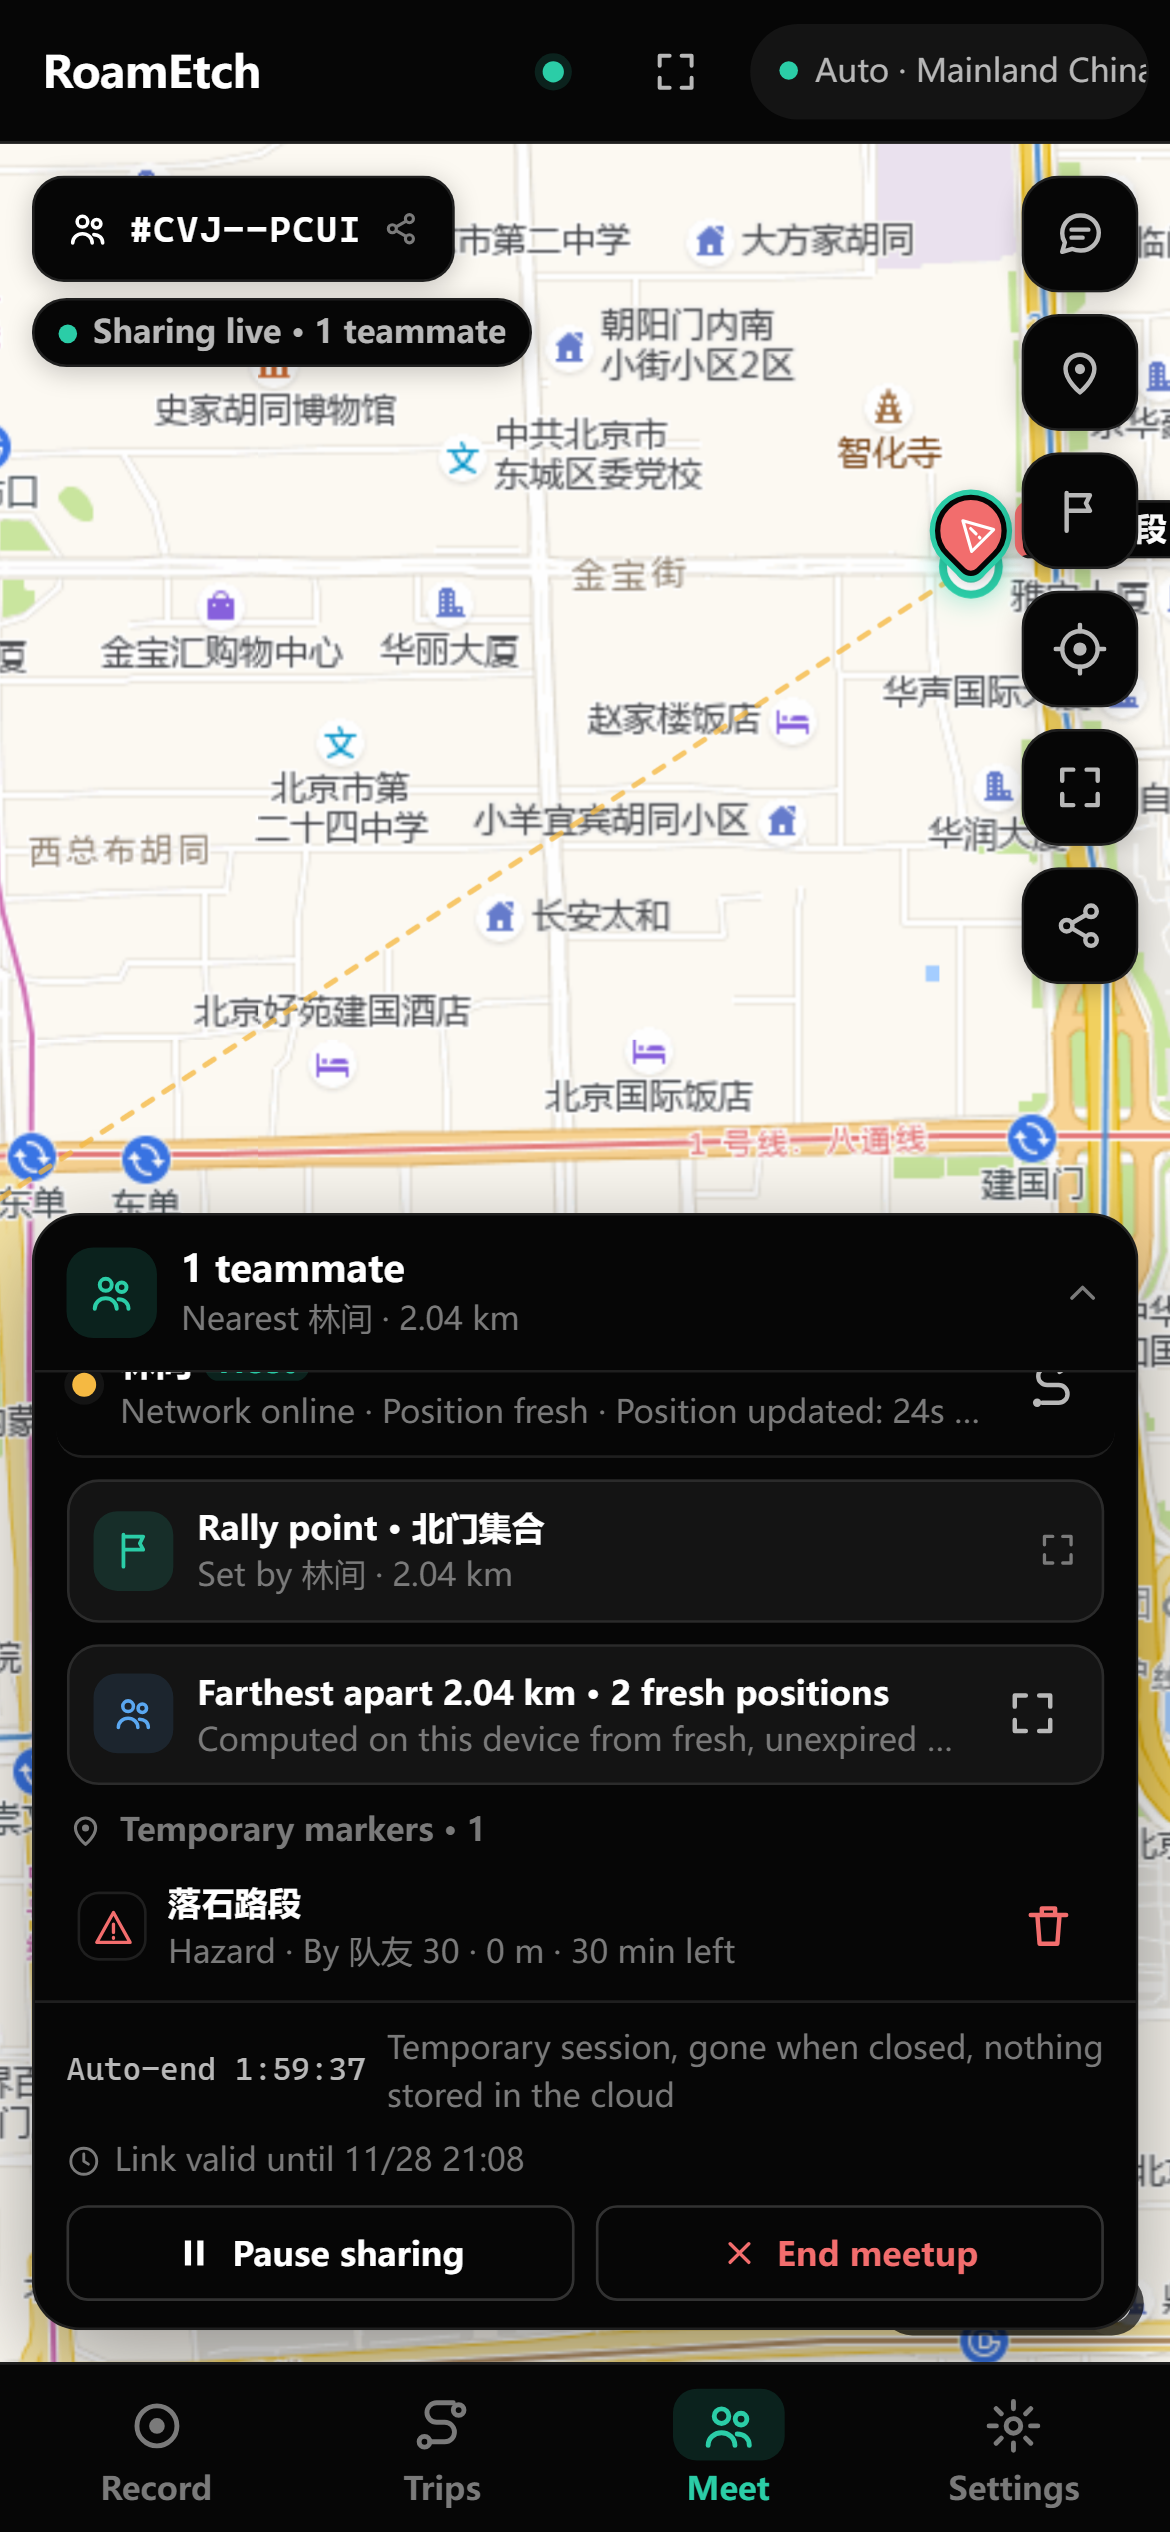 RoamEtch
Auto · Mainland China
#CVJ--PCUI
市第二中学
大方家胡同
Sharing live • 1 teammate
朝阳门内南
小街小区2区
史家胡同博物馆
中共北京市
东城区委党校
智化寺
段
金宝街
金宝汇购物中心
华丽大厦
厦
华声国际
赵家楼饭店
北京市第
二十四中学
小羊宜宾胡同小区
华润大厦
自
西总布胡同
长安太和
北京好苑建国酒店
北京国际饭店
1号线、八通线
东单
东单
建国门
1 teammate
Nearest 林间 · 2.04 km
Network online · Position fresh · Position updated: 24s ...
Rally point • 北门集合
Set by 林间 · 2.04 km
Farthest apart 2.04 km • 2 fresh positions
Computed on this device from fresh, unexpired ...
Temporary markers • 1
落石路段
Hazard · By 队友 30 · 0 m · 30 min left
Auto-end 1:59:37
Temporary session, gone when closed, nothing
stored in the cloud
Link valid until 11/28 21:08
Pause sharing
End meetup
Record
Trips
Meet
Settings